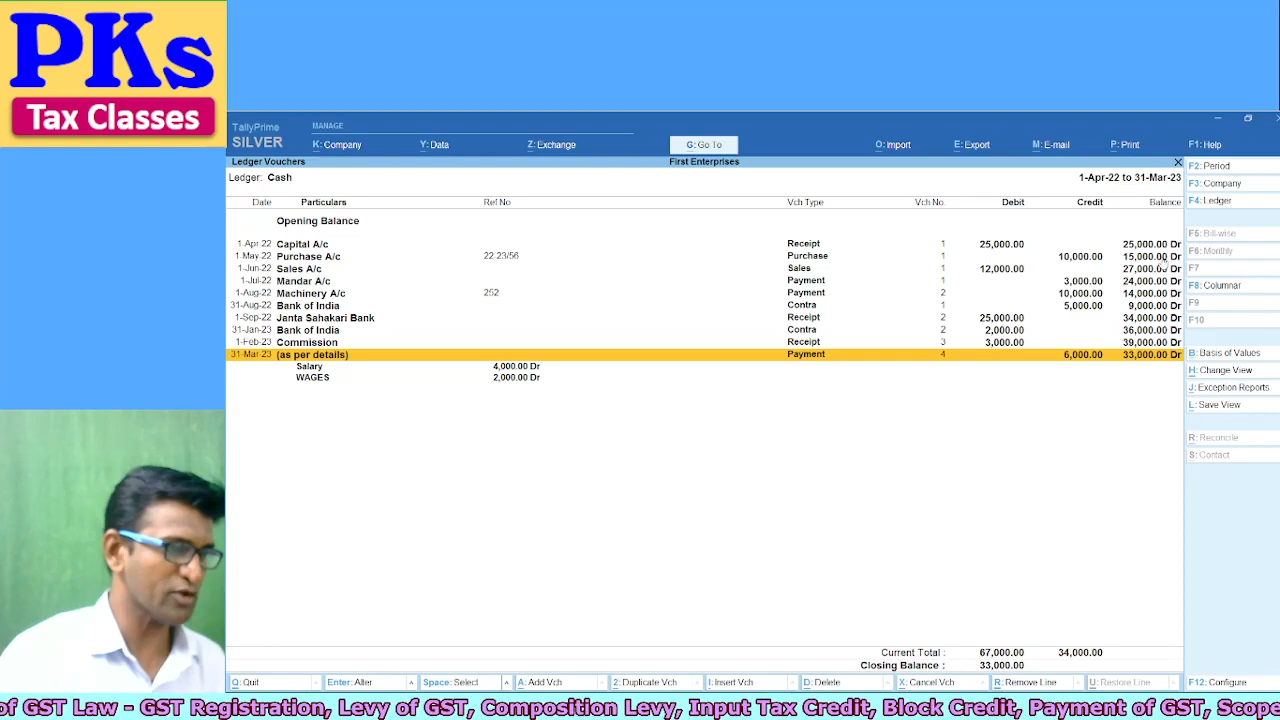 PKs
Tax Classes
TallyPrime
SILVER
MANAGE
K: Company Y: Data Z: Exchange G: Go To O: Import E: Export M: E-mail P: Print F1: Help
Ledger Vouchers First Enterprises
Ledger: Cash 1-Apr-22 to 31-Mar-23
Date Particulars Ref No Vch Type Vch No. Debit Credit Balance
Opening Balance
1-Apr-22 Capital A/c Receipt 1 25,000.00 25,000.00 Dr
1-May-22 Purchase A/c 22-23/56 Purchase 1 10,000.00 15,000.00 Dr
1-Jun-22 Sales A/c Sales 1 12,000.00 27,000.00 Dr
1-Jul-22 Mandar A/c Payment 1 3,000.00 24,000.00 Dr
1-Aug-22 Machinery A/c 252 Payment 2 10,000.00 14,000.00 Dr
31-Aug-22 Bank of India Contra 1 5,000.00 9,000.00 Dr
1-Sep-22 Janta Sahakari Bank Receipt 2 25,000.00 34,000.00 Dr
31-Jan-23 Bank of India Contra 2 2,000.00 36,000.00 Dr
1-Feb-23 Commission Receipt 3 3,000.00 39,000.00 Dr
31-Mar-23 (as per details) Payment 4 6,000.00 33,000.00 Dr
Salary 4,000.00 Dr
WAGES 2,000.00 Dr
Current Total : 67,000.00 34,000.00
Closing Balance : 33,000.00
F2: Period
F3: Company
F4: Ledger
F5: Bill-wise
F6: Monthly
F7
F8: Columnar
F9
F10
B: Basis of Values
H: Change View
J: Exception Reports
L: Save View
R: Reconcile
S: Contact
Q: Quit Enter: Alter Space: Select A: Add Vch 2: Duplicate Vch I: Insert Vch D: Delete X: Cancel Vch R: Remove Line U: Restore Line F12: Configure
of GST Law - GST Registration, Levy of GST, Composition Levy, Input Tax Credit, Block Credit, Payment of GST, Scope